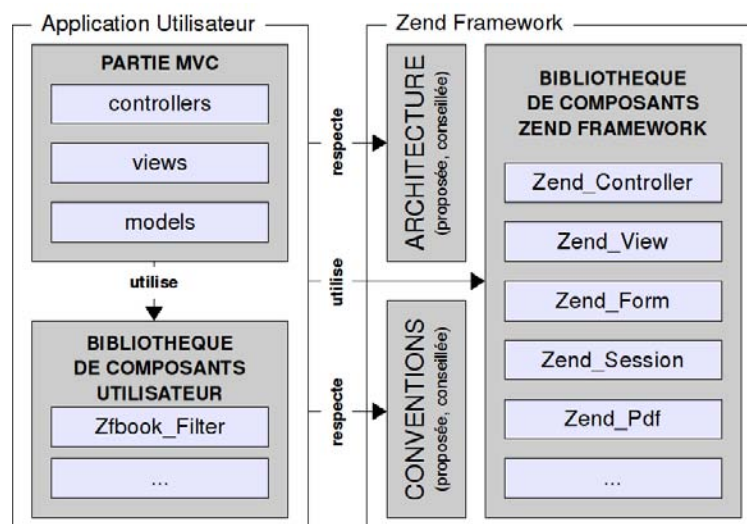 Application Utilisateur
PARTIE MVC
controllers
views
models
utilise
BIBLIOTHEQUE
DE COMPOSANTS
UTILISATEUR
Zfbook_Filter
...
respecte
utilise
respecte
Zend Framework
ARCHITECTURE
(proposée, conseillée)
CONVENTIONS
(proposée, conseillée)
BIBLIOTHEQUE
DE COMPOSANTS
ZEND FRAMEWORK
Zend_Controller
Zend_View
Zend_Form
Zend_Session
Zend_Pdf
...